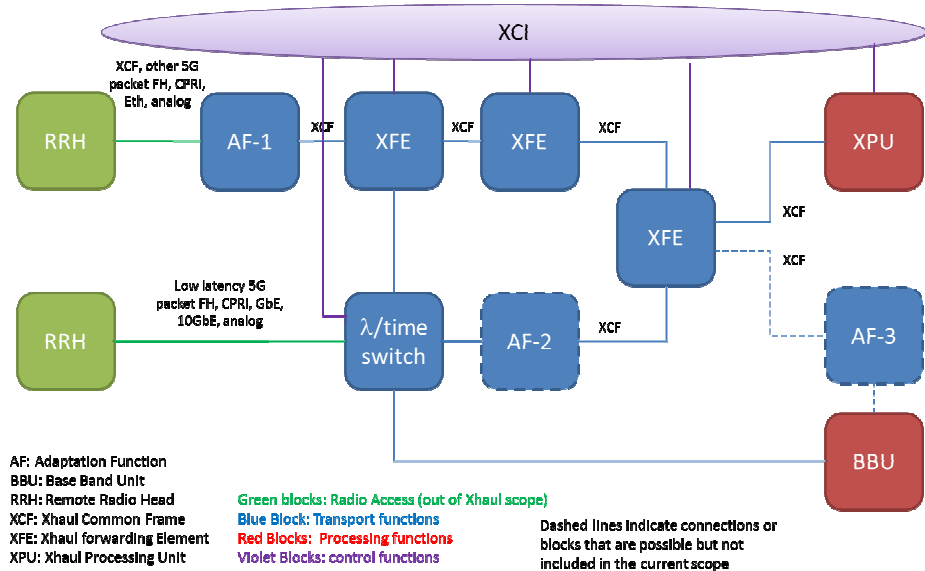 XCI
XCF, other 5G
packet FH, CPRI,
Eth, analog
RRH
AF-1
XCF
XFE
XCF
XFE
XCF
XPU
XFE
XCF
XCF
Low latency 5G
packet FH, CPRI, GbE,
10GbE, analog
RRH
λ/time
switch
AF-2
XCF
AF-3
BBU
AF: Adaptation Function
BBU: Base Band Unit
RRH: Remote Radio Head
XCF: Xhaul Common Frame
XFE: Xhaul forwarding Element
XPU: Xhaul Processing Unit
Green blocks: Radio Access (out of Xhaul scope)
Blue Block: Transport functions
Red Blocks: Processing functions
Violet Blocks: control functions
Dashed lines indicate connections or
blocks that are possible but not
included in the current scope